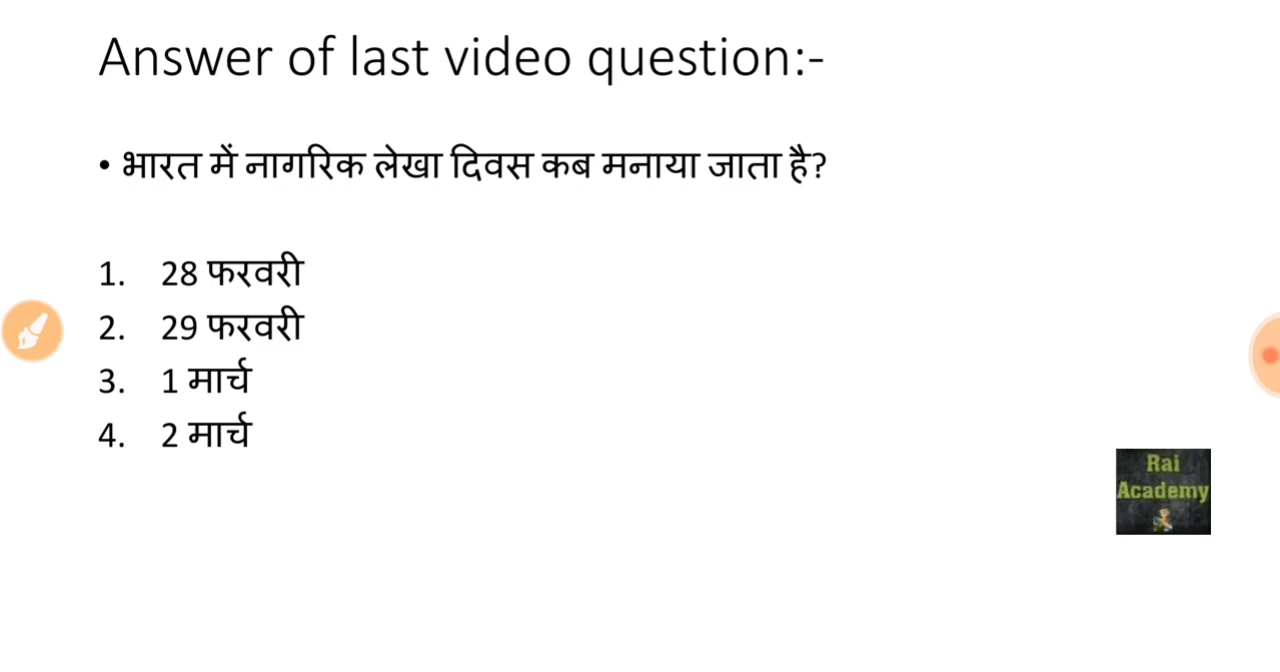 Answer of last video question:-
• भारत में नागरिक लेखा दिवस कब मनाया जाता है?
1. 28 फरवरी
2. 29 फरवरी
3. 1 मार्च
4. 2 मार्च
Rai
Academy